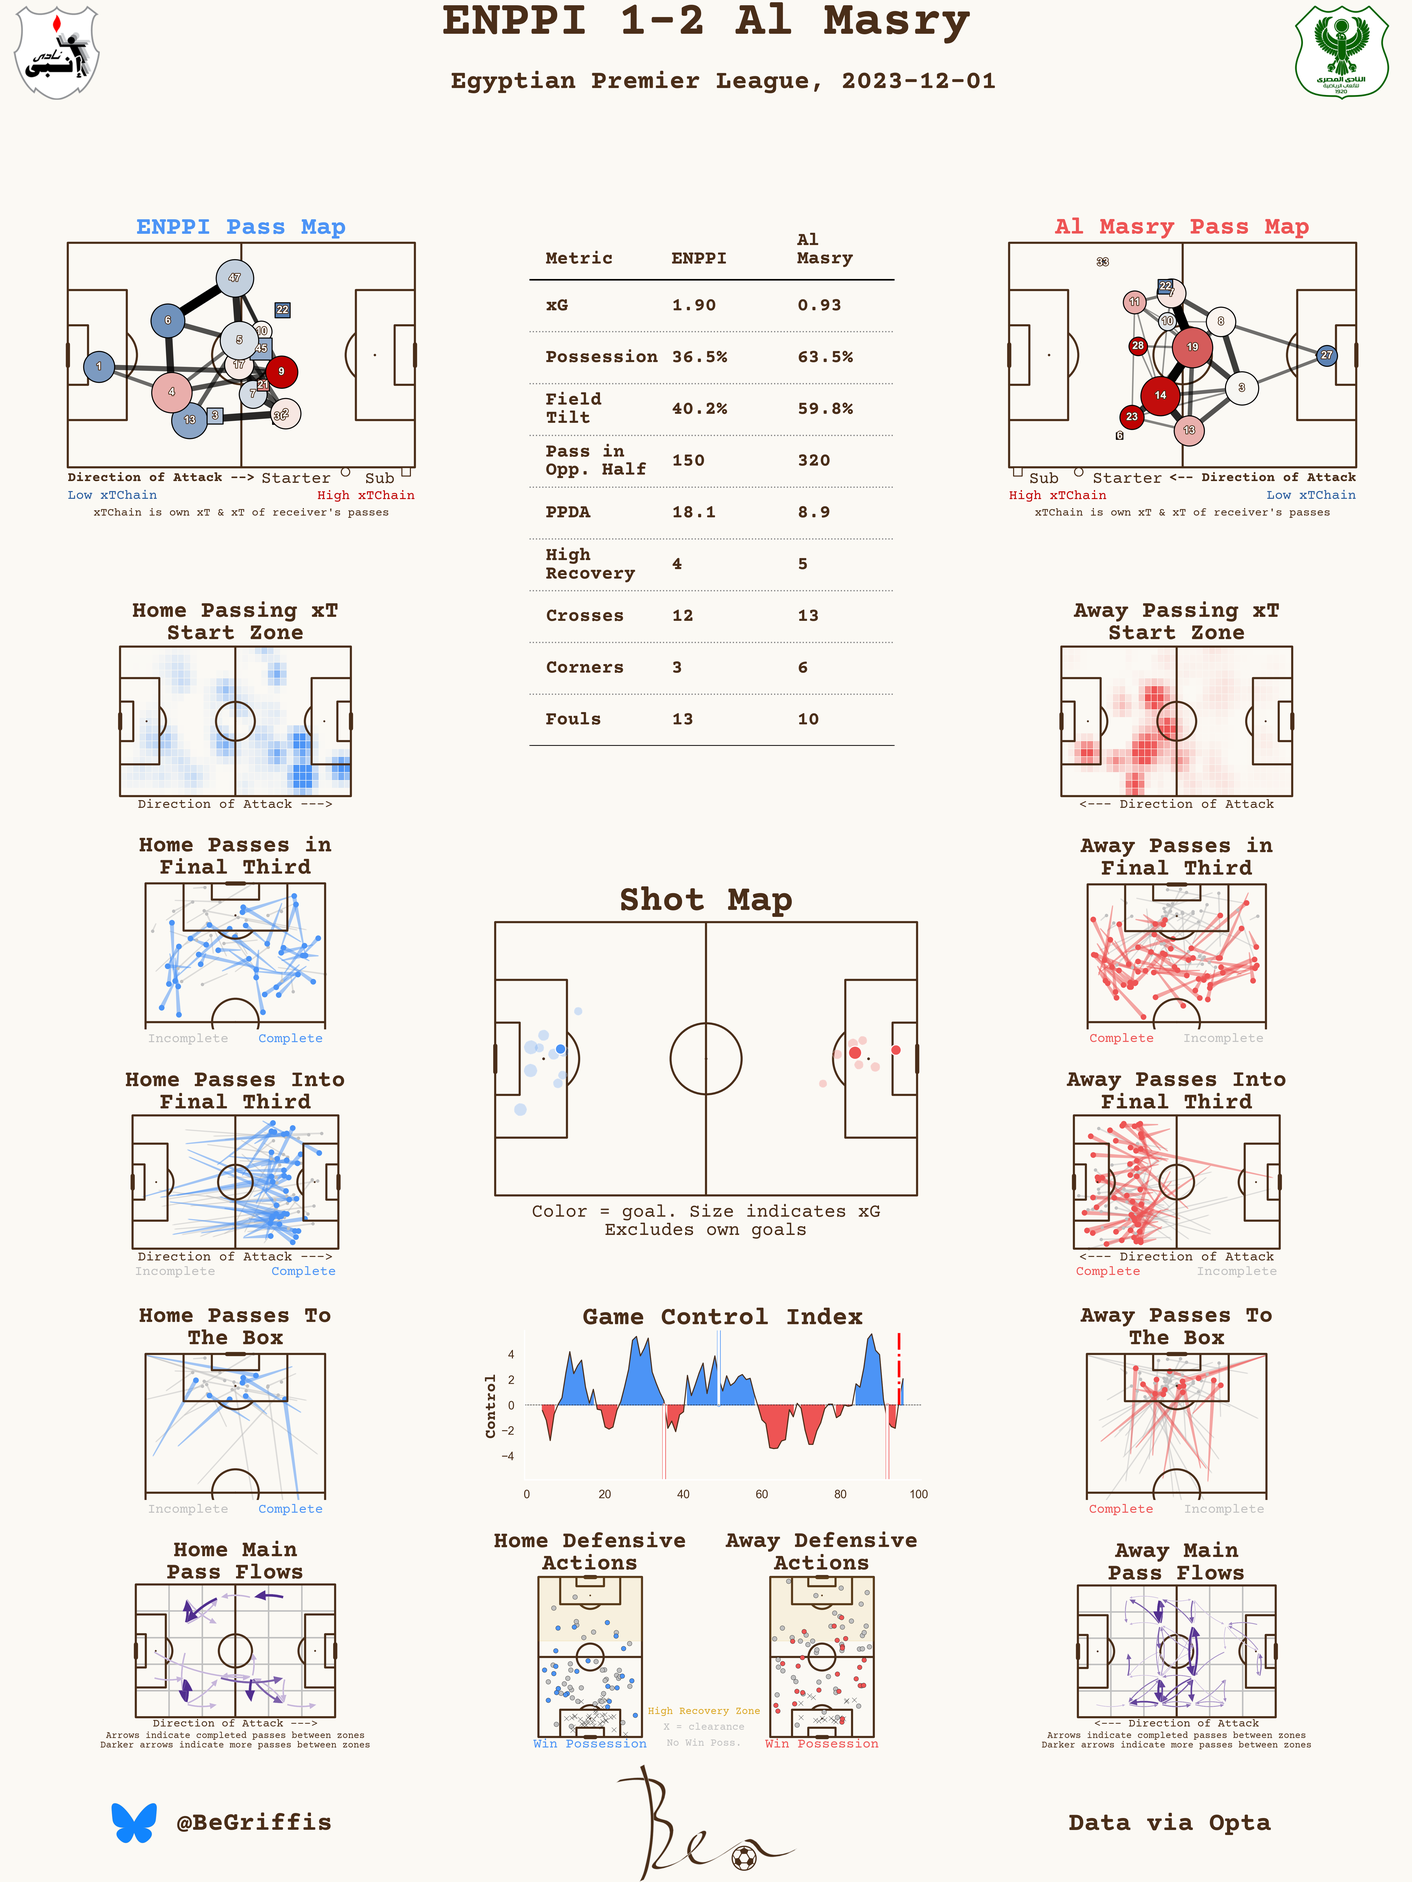 ENPPI 1-2 Al Masry
Egyptian Premier League, 2023-12-01
نادى
إنبى
النادى المصرى
للألعاب الرياضية
1920
ENPPI Pass Map
47
22
6
10
5
45
17
1
9
21
4
7
3
2
13
36
Direction of Attack --> Starter Sub
Low xTChain High xTChain
xTChain is own xT & xT of receiver's passes
Metric ENPPI Al Masry
xG 1.90 0.93
Possession 36.5% 63.5%
Field Tilt 40.2% 59.8%
Pass in Opp. Half 150 320
PPDA 18.1 8.9
High Recovery 4 5
Crosses 12 13
Corners 3 6
Fouls 13 10
Al Masry Pass Map
33
22
7
11
10
8
28
19
27
3
14
23
13
6
Sub Starter <-- Direction of Attack
High xTChain Low xTChain
xTChain is own xT & xT of receiver's passes
Home Passing xT
Start Zone
Direction of Attack --->
Away Passing xT
Start Zone
<--- Direction of Attack
Home Passes in
Final Third
Incomplete Complete
Away Passes in
Final Third
Complete Incomplete
Shot Map
Color = goal. Size indicates xG
Excludes own goals
Home Passes Into
Final Third
Direction of Attack --->
Incomplete Complete
Away Passes Into
Final Third
<--- Direction of Attack
Complete Incomplete
Home Passes To
The Box
Incomplete Complete
Game Control Index
Control
4
2
0
−2
−4
0 20 40 60 80 100
Away Passes To
The Box
Complete Incomplete
Home Main
Pass Flows
Direction of Attack --->
Arrows indicate completed passes between zones
Darker arrows indicate more passes between zones
Home Defensive
Actions
Win Possession
Away Defensive
Actions
Win Possession
High Recovery Zone
X = clearance
No Win Poss.
Away Main
Pass Flows
<--- Direction of Attack
Arrows indicate completed passes between zones
Darker arrows indicate more passes between zones
@BeGriffis
Ben
Data via Opta